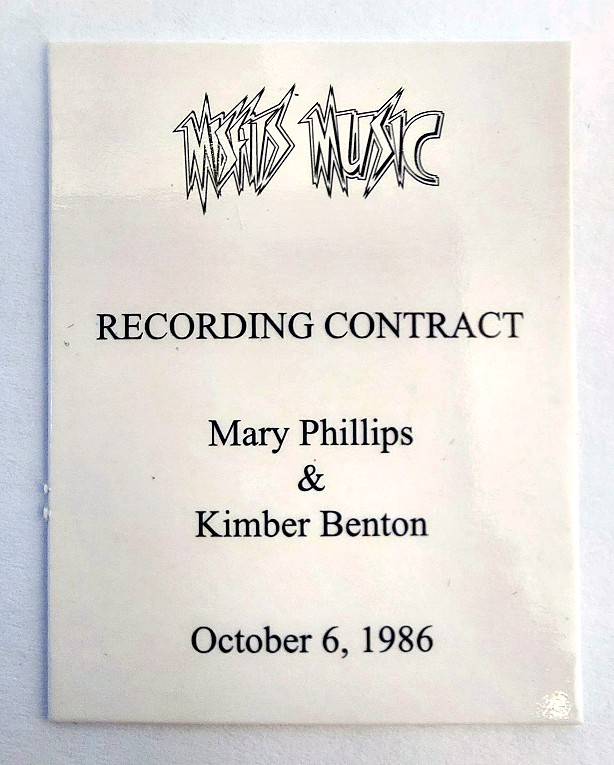 MISFITS MUSIC
RECORDING CONTRACT
Mary Phillips
&
Kimber Benton
October 6, 1986